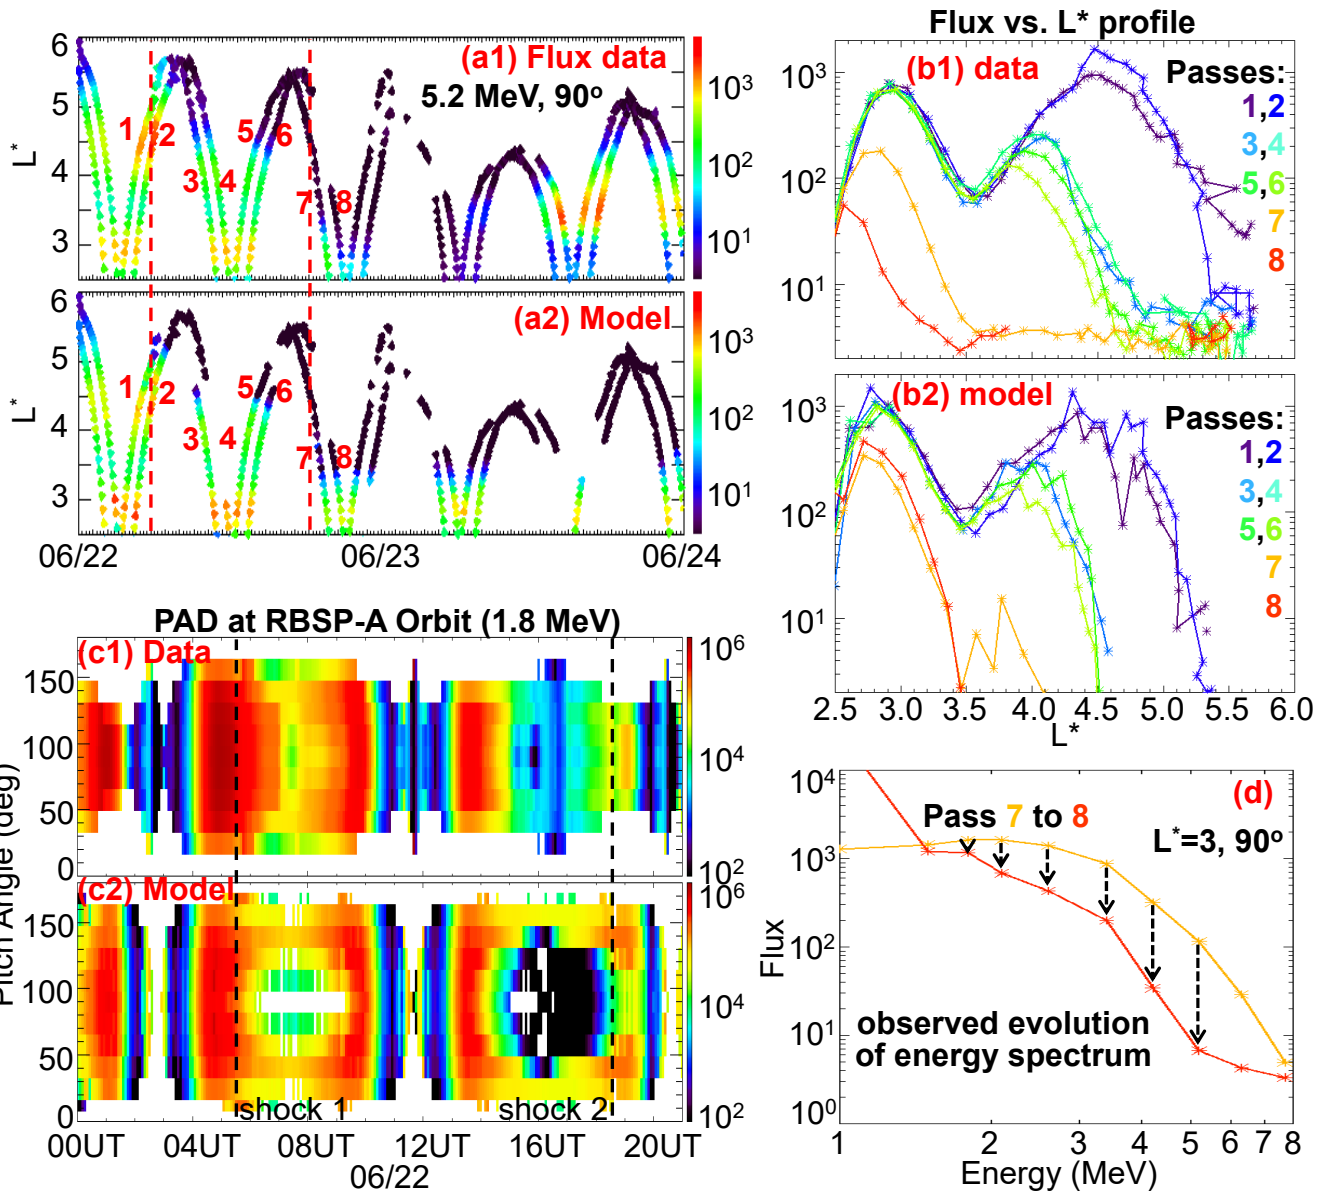 (a1) Flux data
5.2 MeV, 90º
L*
6
5
4
3
1
2
3
4
5
6
7
8
10³
10²
10¹
(a2) Model
L*
6
5
4
3
1
2
3
4
5
6
7
8
10³
10²
10¹
06/22
06/23
06/24
Flux vs. L* profile
(b1) data
Passes:
1,2
3,4
5,6
7
8
10³
10²
10¹
(b2) model
Passes:
1,2
3,4
5,6
7
8
10³
10²
10¹
2.5 3.0 3.5 4.0 4.5 5.0 5.5 6.0
L*
PAD at RBSP-A Orbit (1.8 MeV)
(c1) Data
150
100
50
0
10⁶
10⁴
10²
Pitch Angle (deg)
(c2) Model
150
100
50
0
10⁶
10⁴
10²
shock 1
shock 2
00UT 04UT 08UT 12UT 16UT 20UT
06/22
(d)
Pass 7 to 8
L*=3, 90º
observed evolution
of energy spectrum
Flux
10⁴
10³
10²
10¹
10⁰
1 2 3 4 5 6 7 8
Energy (MeV)